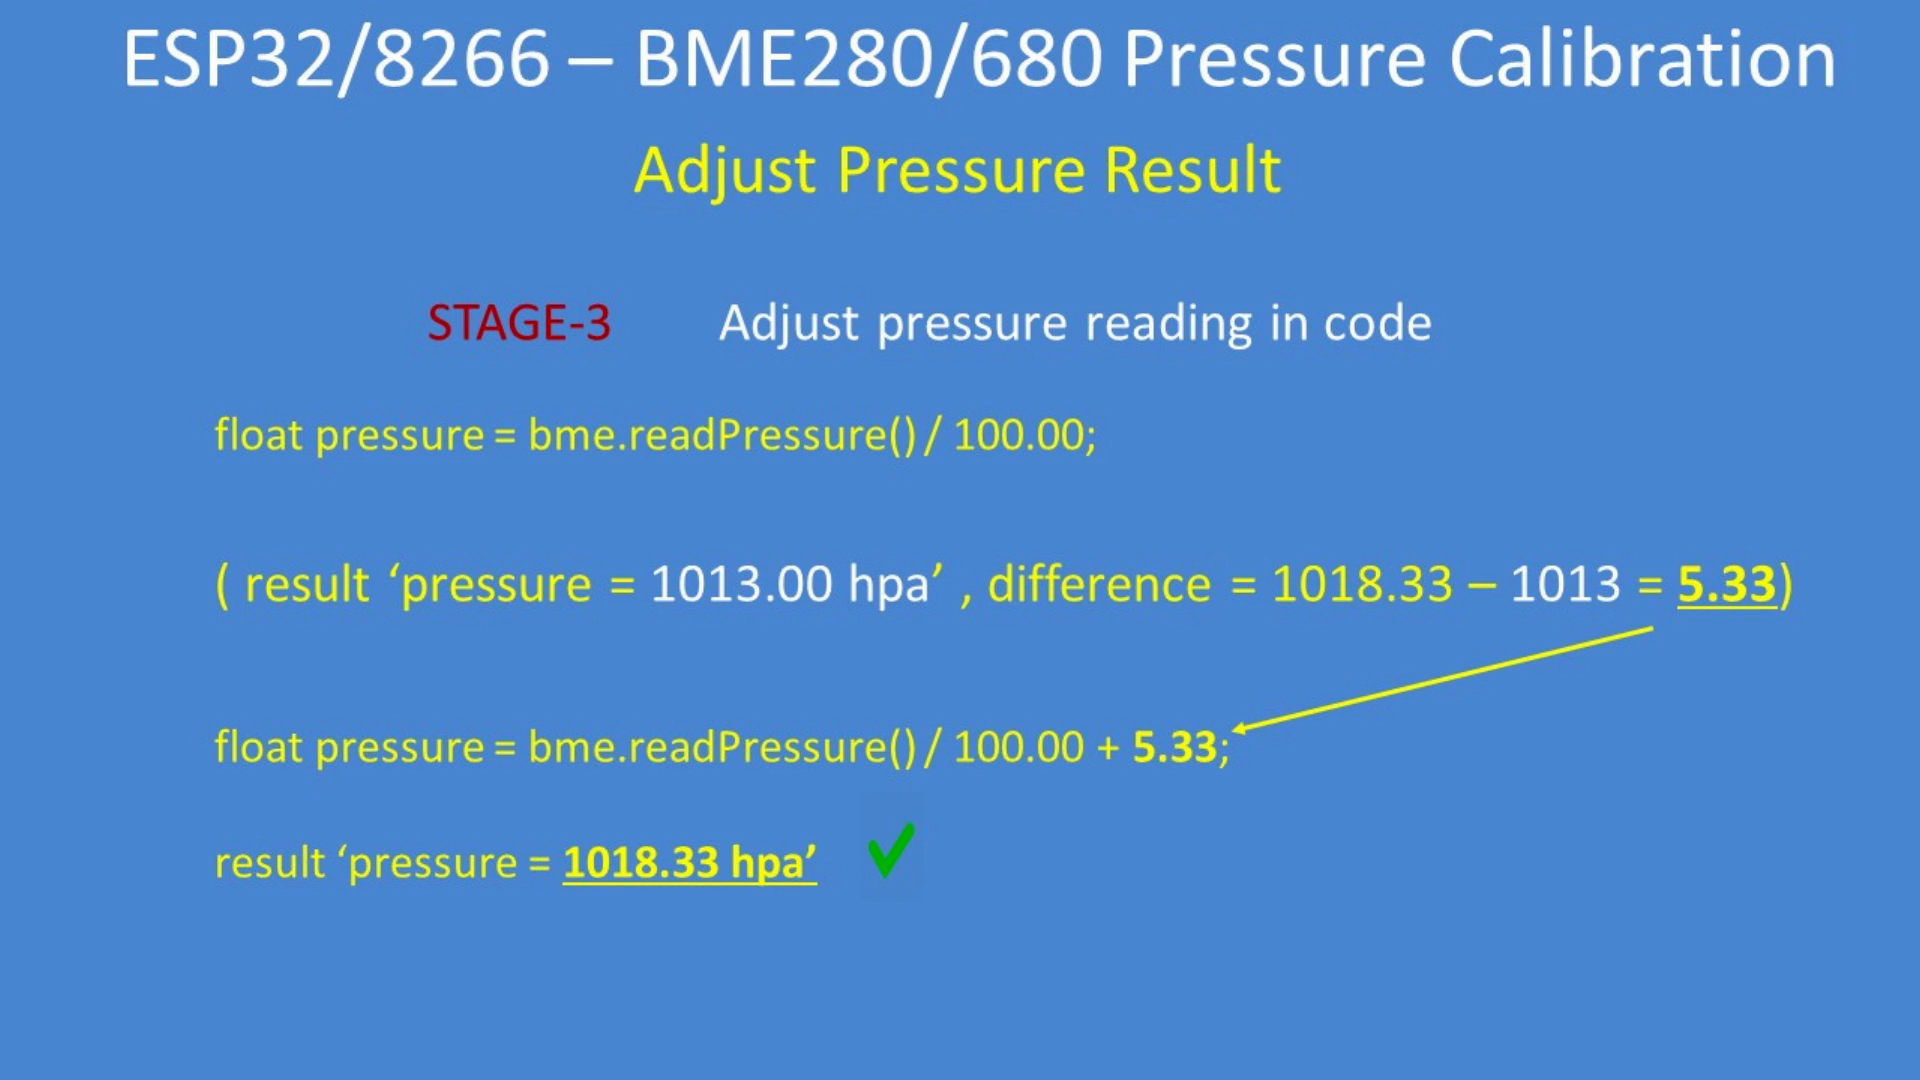 ESP32/8266 – BME280/680 Pressure Calibration
Adjust Pressure Result
STAGE-3 Adjust pressure reading in code
float pressure = bme.readPressure() / 100.00;
( result ‘pressure = 1013.00 hpa’ , difference = 1018.33 – 1013 = 5.33)
float pressure = bme.readPressure() / 100.00 + 5.33;
result ‘pressure = 1018.33 hpa’